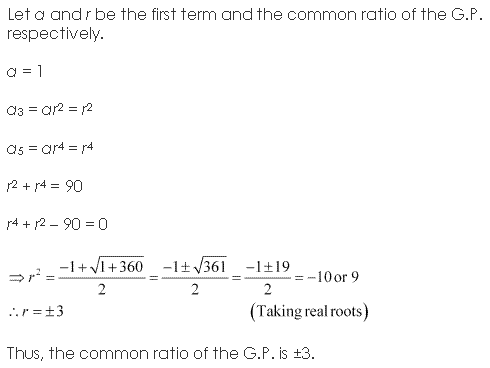 Let a and r be the first term and the common ratio of the G.P.
respectively.
a = 1
a₃ = ar² = r²
a₅ = ar⁴ = r⁴
r² + r⁴ = 90
r⁴ + r² – 90 = 0
⇒ r² = (-1+√(1+360))/2 = (-1±√361)/2 = (-1±19)/2 = -10 or 9
∴ r = ±3 (Taking real roots)
Thus, the common ratio of the G.P. is ±3.